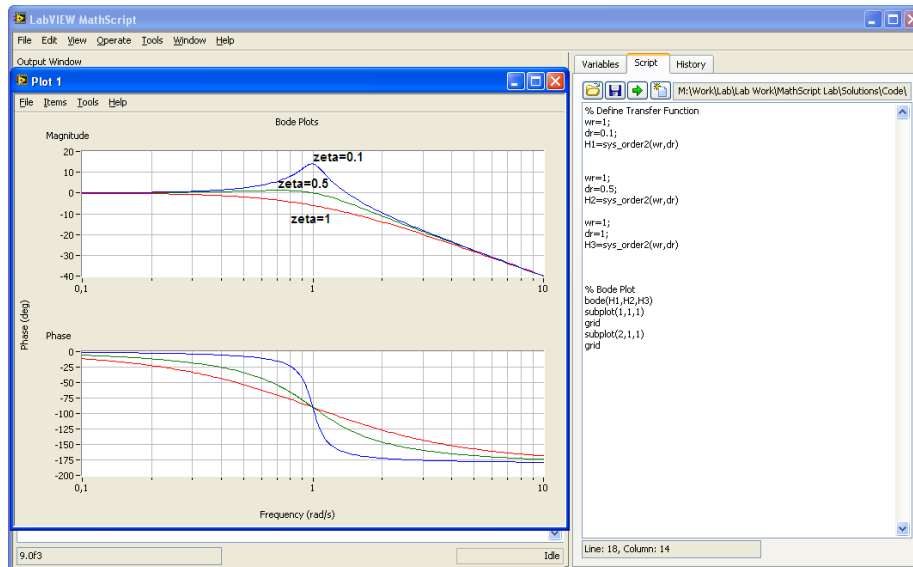 LabVIEW MathScript
File Edit View Operate Tools Window Help
Output Window
Plot 1
File Items Tools Help
Bode Plots
Magnitude
20
10
0
-10
-20
-30
-40
zeta=0.1
zeta=0.5
zeta=1
0,1 1 10
Phase (deg)
Phase
0
-25
-50
-75
-100
-125
-150
-175
-200
0,1 1 10
Frequency (rad/s)
9.0f3
Idle
Variables Script History
M:\Work\Lab\Lab Work\MathScript Lab\Solutions\Code\
% Define Transfer Function
wr=1;
dr=0.1;
H1=sys_order2(wr,dr)
wr=1;
dr=0.5;
H2=sys_order2(wr,dr)
wr=1;
dr=1;
H3=sys_order2(wr,dr)
% Bode Plot
bode(H1,H2,H3)
subplot(1,1,1)
grid
subplot(2,1,1)
grid
Line: 18, Column: 14